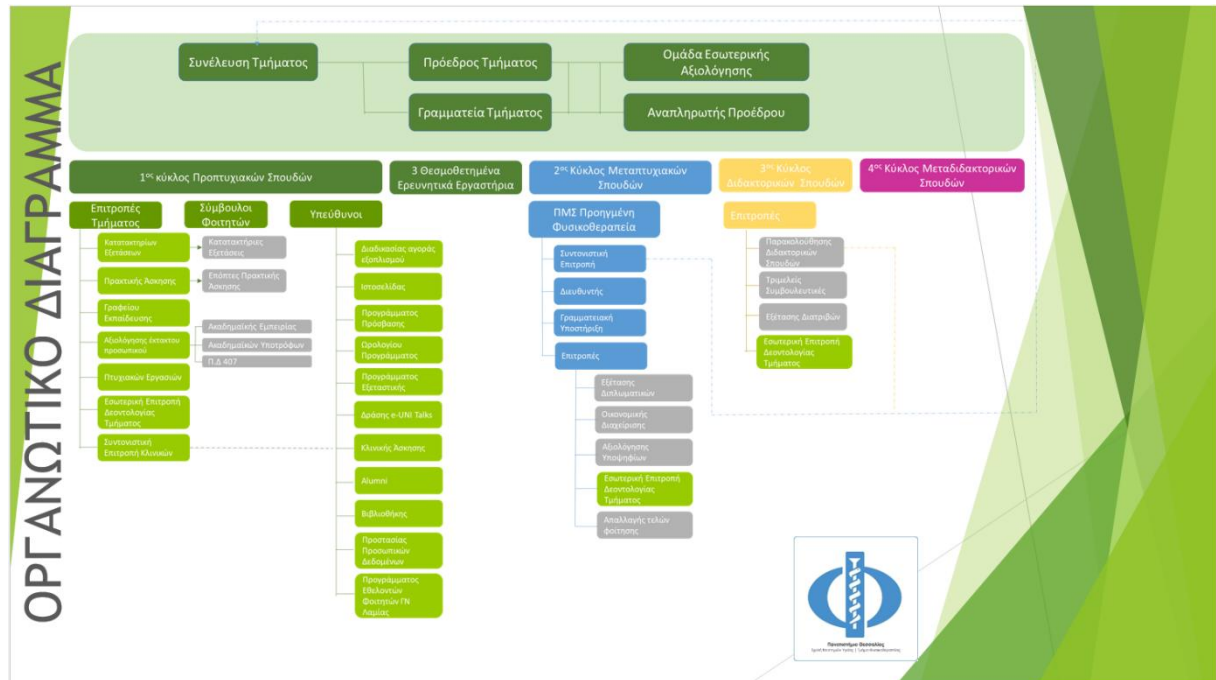 ΟΡΓΑΝΩΤΙΚΟ ΔΙΑΓΡΑΜΜΑ
Συνέλευση Τμήματος
Πρόεδρος Τμήματος
Ομάδα Εσωτερικής
Αξιολόγησης
Γραμματεία Τμήματος
Αναπληρωτής Προέδρου
1ος κύκλος Προπτυχιακών Σπουδών
3 Θεσμοθετημένα
Ερευνητικά Εργαστήρια
2ος Κύκλος Μεταπτυχιακών
Σπουδών
3ος Κύκλος
Διδακτορικών Σπουδών
4ος Κύκλος Μεταδιδακτορικών
Σπουδών
Επιτροπές
Τμήματος
Κατατακτηρίων
Εξετάσεων
Πρακτικής Άσκησης
Γραφείου
Εκπαίδευσης
Αξιολόγησης έκτακτου
προσωπικού
Πτυχιακών Εργασιών
Εσωτερική Επιτροπή
Δεοντολογίας
Τμήματος
Συντονιστική
Επιτροπή Κλινικών
Σύμβουλοι
Φοιτητών
Κατατακτήριες
Εξετάσεις
Επόπτες Πρακτικής
Άσκησης
Ακαδημαϊκής Εμπειρίας
Ακαδημαϊκών Υποτρόφων
Π.Δ 407
Υπεύθυνοι
Διαδικασίας αγοράς
εξοπλισμού
Ιστοσελίδας
Προγράμματος
Πρόσβασης
Ωρολογίου
Προγράμματος
Προγράμματος
Εξεταστικής
Δράσης e-UNI Talks
Κλινικής Άσκησης
Alumni
Βιβλιοθήκης
Προστασίας
Προσωπικών
Δεδομένων
Προγράμματος
Εθελοντών
Φοιτητών ΓΝ
Λαμίας
ΠΜΣ Προηγμένη
Φυσικοθεραπεία
Συντονιστική
Επιτροπή
Διευθυντής
Γραμματειακή
Υποστήριξη
Επιτροπές
Εξέτασης
Διπλωματικών
Οικονομικής
Διαχείρισης
Αξιολόγησης
Υποψηφίων
Εσωτερική Επιτροπή
Δεοντολογίας
Τμήματος
Απαλλαγής τελών
φοίτησης
Επιτροπές
Παρακολούθησης
Διδακτορικών
Σπουδών
Τριμελείς
Συμβουλευτικές
Εξέτασης Διατριβών
Εσωτερική Επιτροπή
Δεοντολογίας
Τμήματος
Πανεπιστήμιο Θεσσαλίας
Σχολή Επιστημών Υγείας | Τμήμα Φυσικοθεραπείας